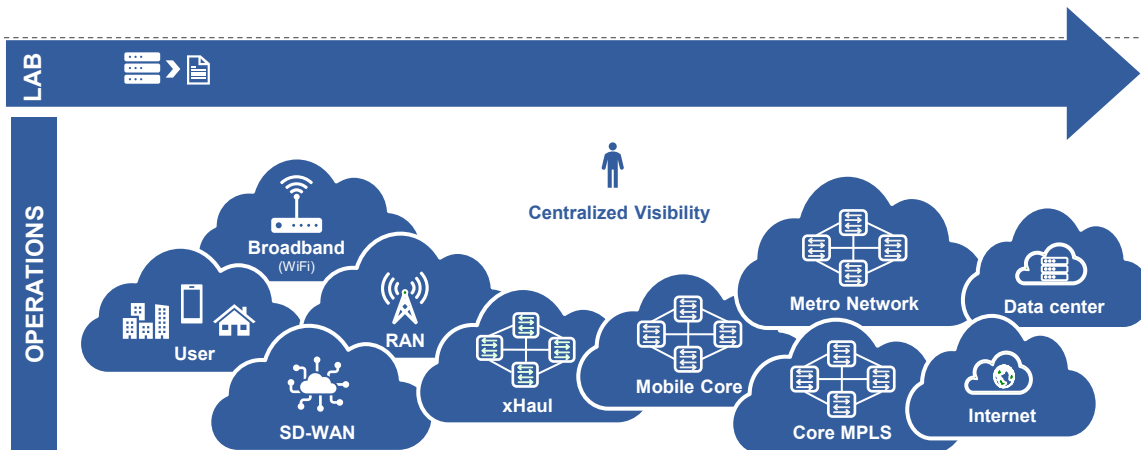 LAB
OPERATIONS
Centralized Visibility
Broadband
(WiFi)
User
RAN
SD-WAN
xHaul
Mobile Core
Metro Network
Data center
Core MPLS
Internet